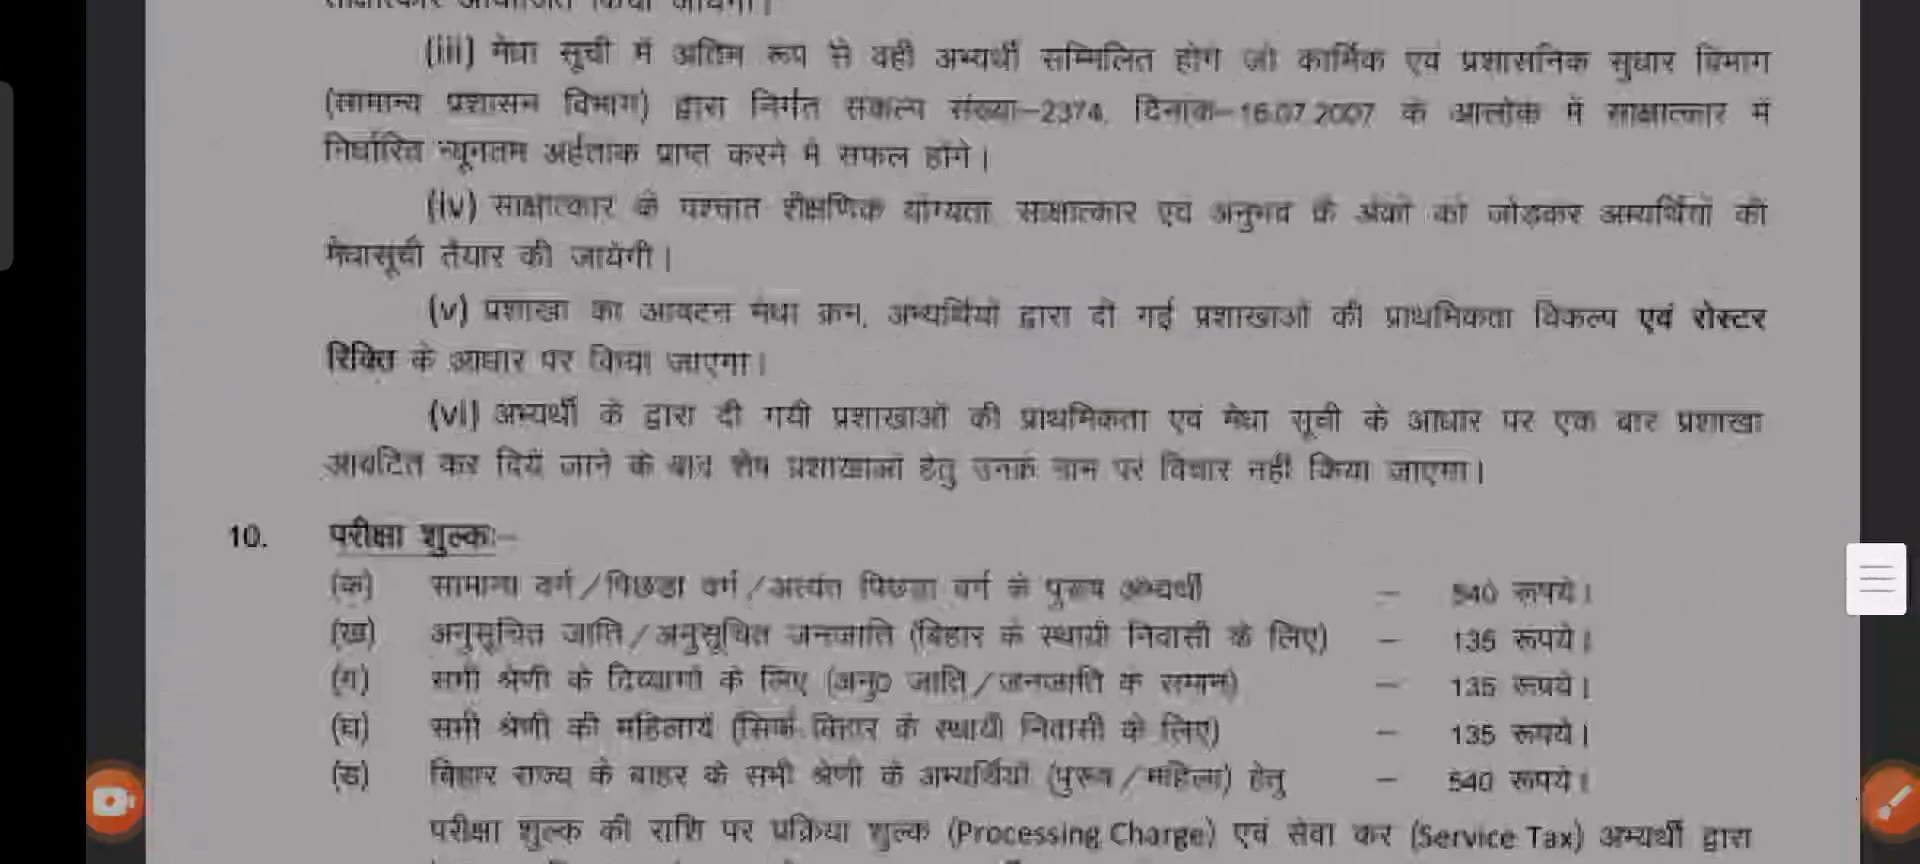 (iii) मेधा सूची में अंतिम रूप से वही अभ्यर्थी सम्मिलित होंगे जो कार्मिक एवं प्रशासनिक सुधार विभाग
(सामान्य प्रशासन विभाग) द्वारा निर्गत संकल्प संख्या–2374, दिनांक–16.07.2007 के आलोक में साक्षात्कार में
निर्धारित न्यूनतम अर्हतांक प्राप्त करने में सफल होंगे।
(iv) साक्षात्कार के पश्चात शैक्षणिक योग्यता, साक्षात्कार एवं अनुभव के अंकों को जोड़कर अभ्यर्थियों की
मेधासूची तैयार की जायेगी।
(v) प्रशाखा का आवंटन मेधा क्रम, अभ्यर्थियों द्वारा दी गई प्रशाखाओं की प्राथमिकता विकल्प एवं रोस्टर
रिक्ति के आधार पर किया जाएगा।
(vi) अभ्यर्थी के द्वारा दी गयी प्रशाखाओं की प्राथमिकता एवं मेधा सूची के आधार पर एक बार प्रशाखा
आवंटित कर दिये जाने के बाद शेष प्रशाखाओं हेतु उनके नाम पर विचार नहीं किया जाएगा।
10. परीक्षा शुल्क:–
(क) सामान्य वर्ग/पिछडा वर्ग/अत्यंत पिछडा वर्ग के पुरूष अभ्यर्थी – 540 रूपये।
(ख) अनुसूचित जाति/अनुसूचित जनजाति (बिहार के स्थायी निवासी के लिए) – 135 रूपये।
(ग) सभी श्रेणी के दिव्यागों के लिए (अनु0 जाति/जनजाति के समान) – 135 रूपये।
(घ) सभी श्रेणी की महिलायें (सिर्फ बिहार के स्थायी निवासी के लिए) – 135 रूपये।
(ड) बिहार राज्य के बाहर के सभी श्रेणी के अभ्यर्थियों (पुरूष/महिला) हेतु – 540 रूपये।
परीक्षा शुल्क की राशि पर प्रक्रिया शुल्क (Processing Charge) एवं सेवा कर (Service Tax) अभ्यर्थी द्वारा